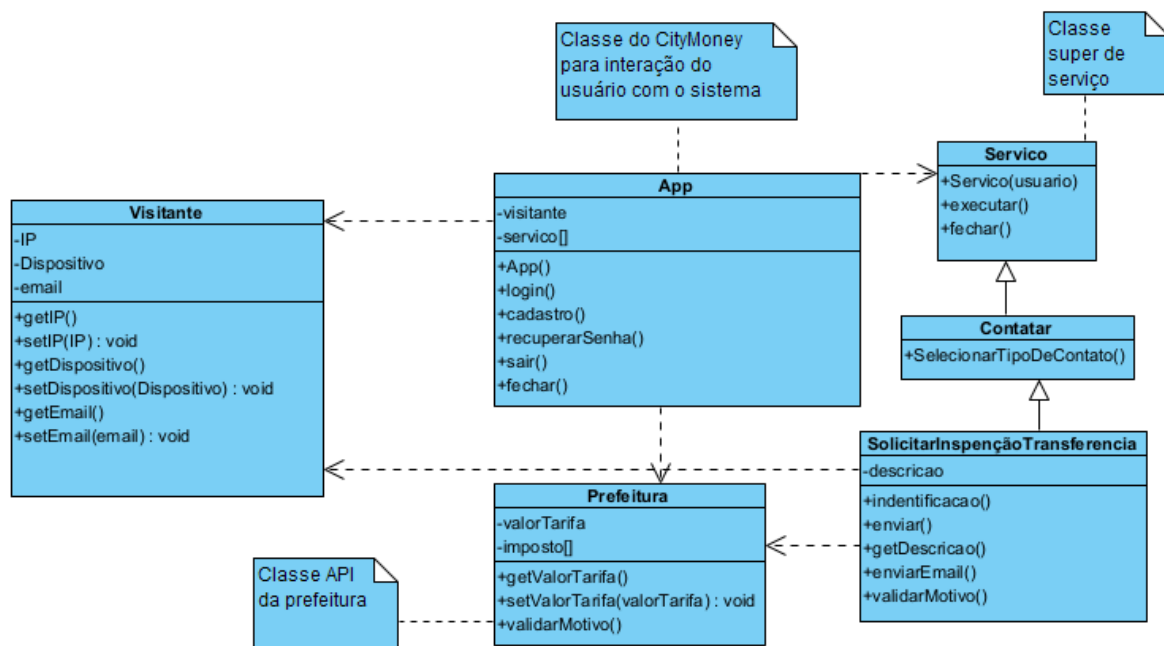 Classe do CityMoney
para interação do
usuário com o sistema
Classe
super de
serviço
Servico
+Servico(usuario)
+executar()
+fechar()
App
-visitante
-servico[]
+App()
+login()
+cadastro()
+recuperarSenha()
+sair()
+fechar()
Visitante
-IP
-Dispositivo
-email
+getIP()
+setIP(IP) : void
+getDispositivo()
+setDispositivo(Dispositivo) : void
+getEmail()
+setEmail(email) : void
Contatar
+SelecionarTipoDeContato()
SolicitarInspençãoTransferencia
-descricao
+indentificacao()
+enviar()
+getDescricao()
+enviarEmail()
+validarMotivo()
Prefeitura
-valorTarifa
-imposto[]
+getValorTarifa()
+setValorTarifa(valorTarifa) : void
+validarMotivo()
Classe API
da prefeitura